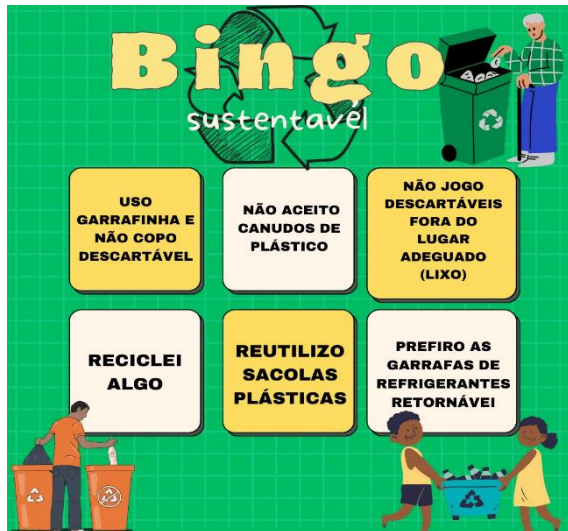 Bingo
sustentavél
USO
GARRAFINHA E
NÃO COPO
DESCARTÁVEL
NÃO ACEITO
CANUDOS DE
PLÁSTICO
NÃO JOGO
DESCARTÁVEIS
FORA DO
LUGAR
ADEGUADO
(LIXO)
RECICLEI
ALGO
REUTILIZO
SACOLAS
PLÁSTICAS
PREFIRO AS
GARRAFAS DE
REFRIGERANTES
RETORNÁVEI